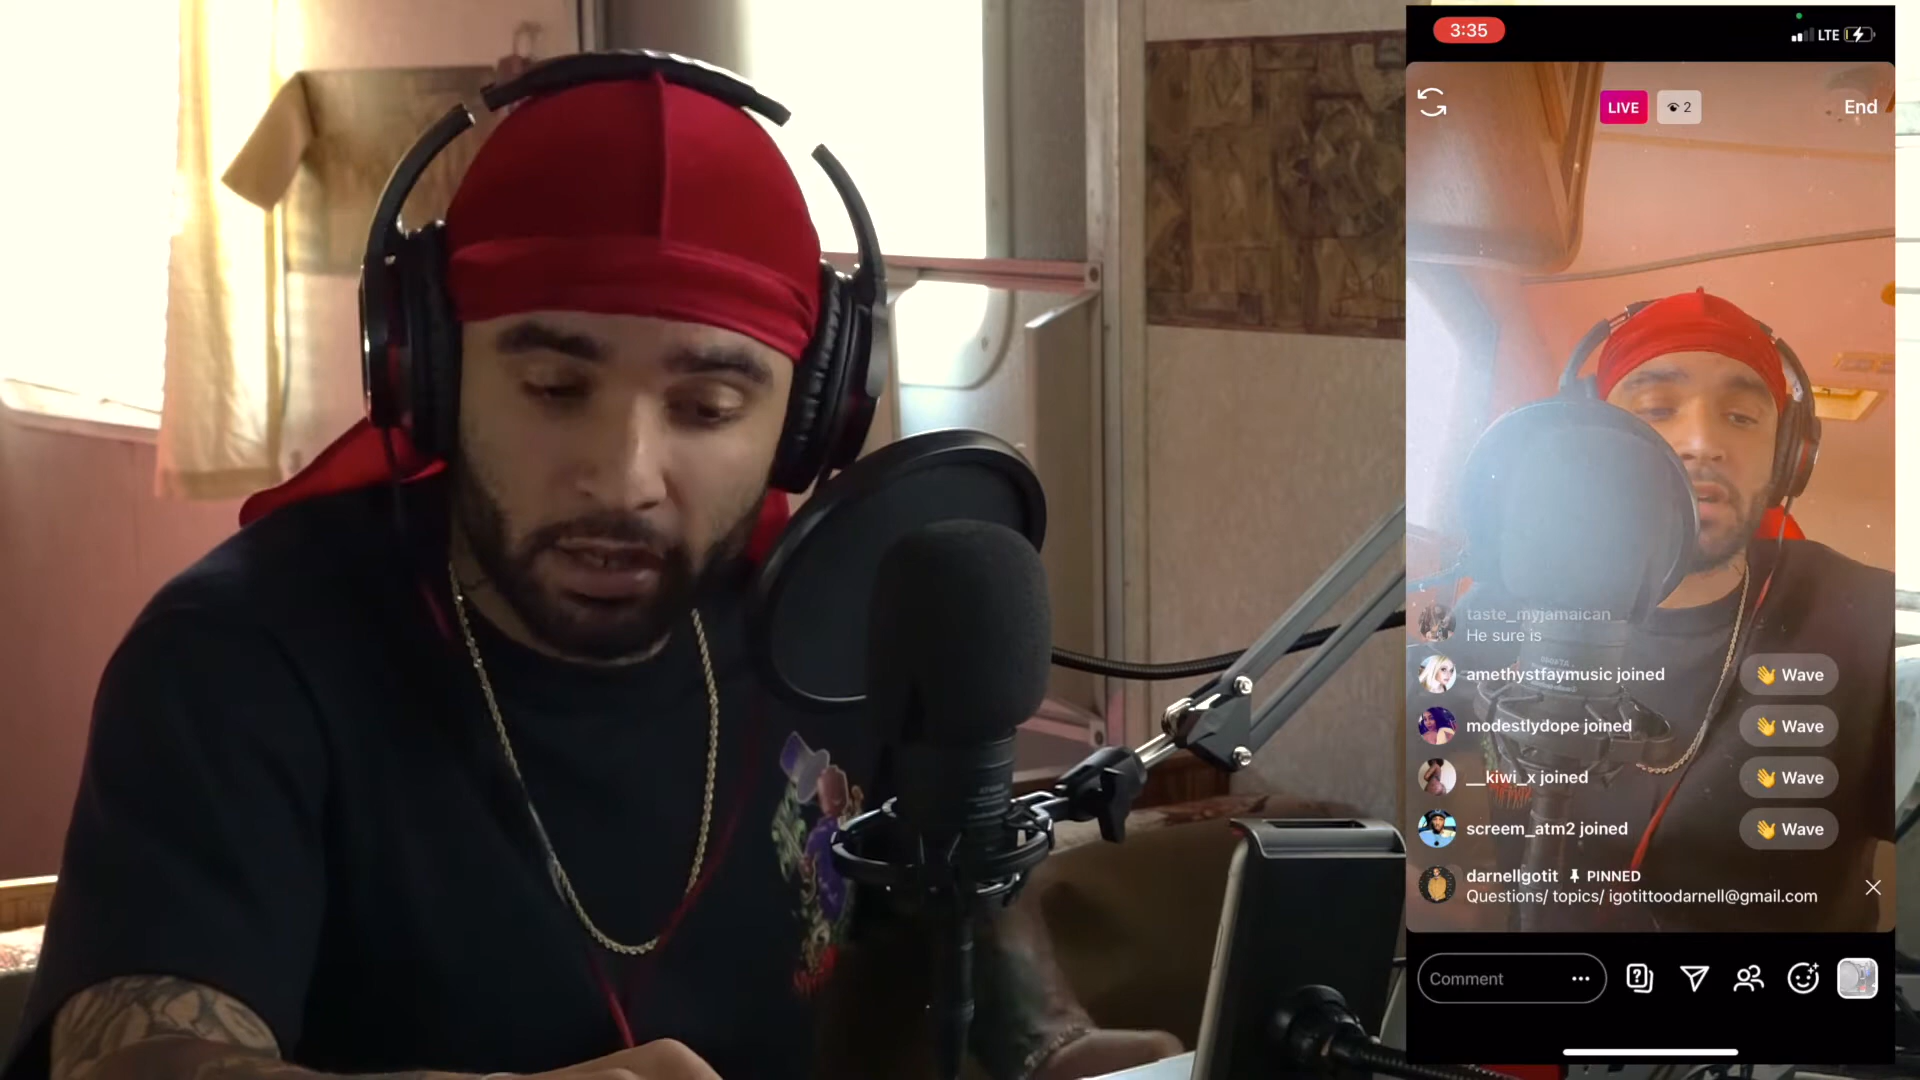 3:35
LTE
LIVE
2
End
taste_myjamaican
He sure is
amethystfaymusic joined
Wave
modestlydope joined
Wave
__kiwi_x joined
Wave
screem_atm2 joined
Wave
darnellgotit PINNED
Questions/ topics/ igotittoodarnell@gmail.com
Comment